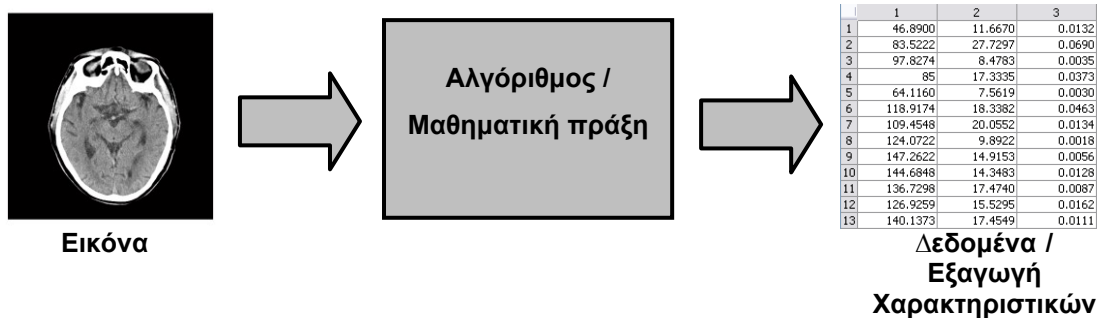 1 2 3
1 46.8900 11.6670 0.0132
2 83.5222 27.7297 0.0690
3 97.8274 8.4783 0.0035
4 85 17.3335 0.0373
5 64.1160 7.5619 0.0030
6 118.9174 18.3382 0.0463
7 109.4548 20.0552 0.0134
8 124.0722 9.8922 0.0018
9 147.2622 14.9153 0.0056
10 144.6848 14.3483 0.0128
11 136.7298 17.4740 0.0087
12 126.9259 15.5295 0.0162
13 140.1373 17.4549 0.0111
Αλγόριθμος /
Μαθηματική πράξη
Εικόνα
Δεδομένα /
Εξαγωγή
Χαρακτηριστικών